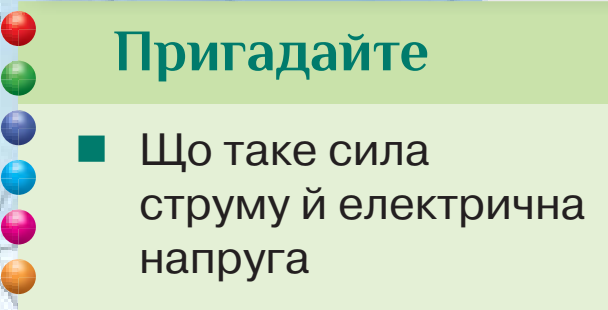 Пригадайте
Що таке сила
струму й електрична
напруга